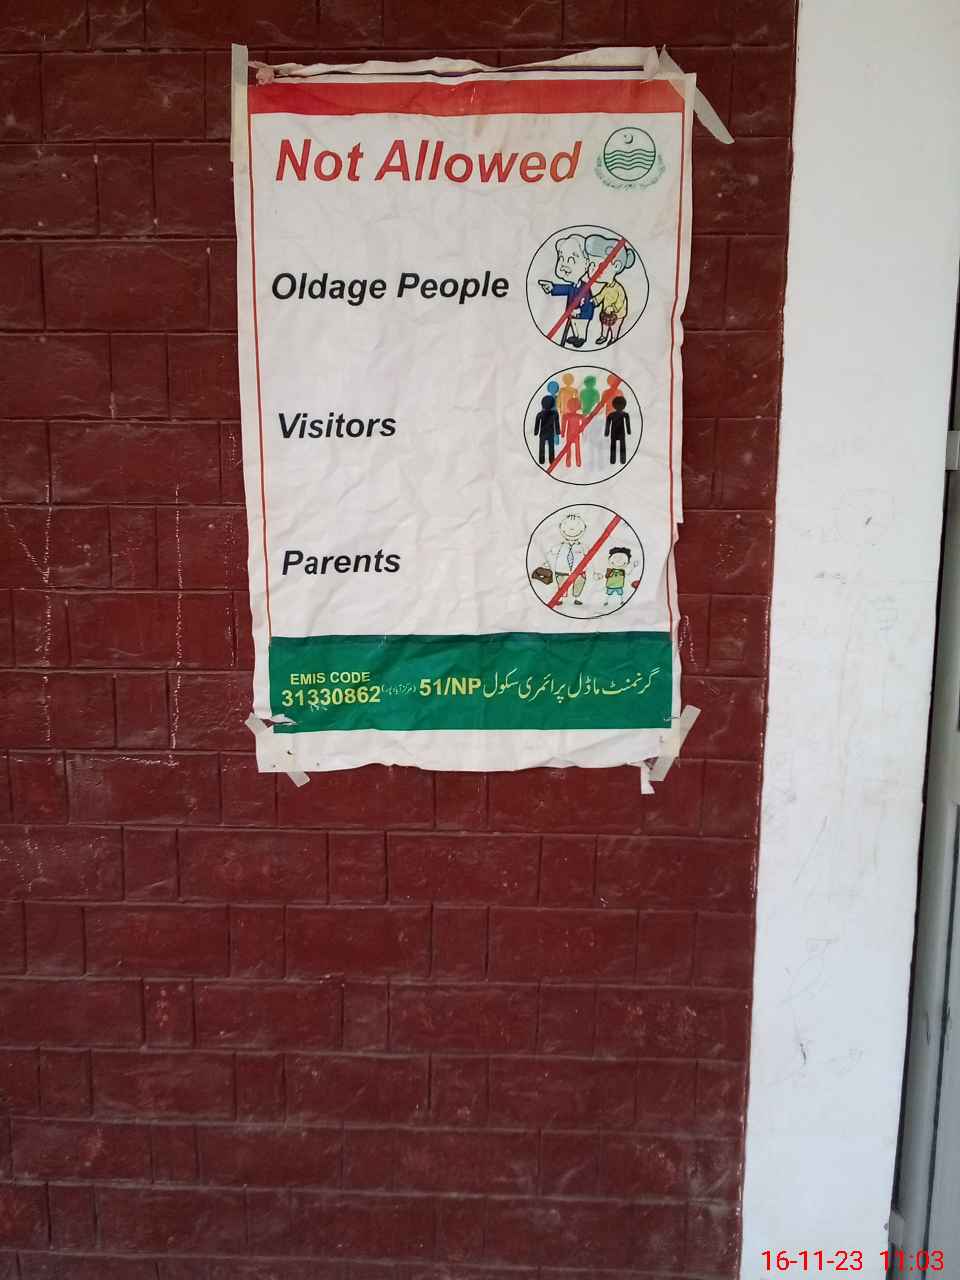 Not Allowed
Oldage People
Visitors
Parents
EMIS CODE
31330862
گورنمنٹ ماڈل پرائمری سکول 51/NP
16-11-23 11:03